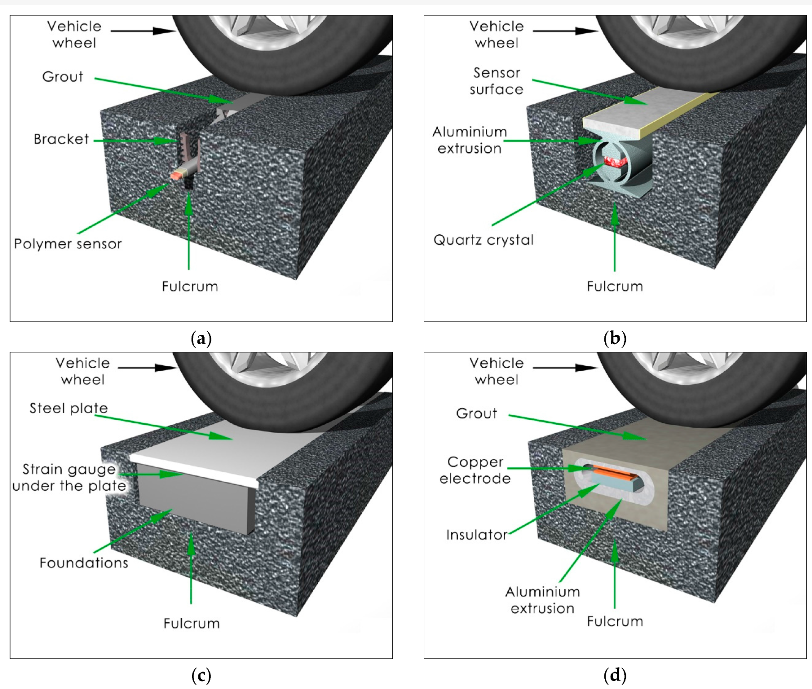 Vehicle
wheel
Grout
Bracket
Polymer sensor
Fulcrum
(a)
Vehicle
wheel
Sensor
surface
Aluminium
extrusion
Quartz crystal
Fulcrum
(b)
Vehicle
wheel
Steel plate
Strain gauge
under the plate
Foundations
Fulcrum
(c)
Vehicle
wheel
Grout
Copper
electrode
Insulator
Aluminium
extrusion
Fulcrum
(d)